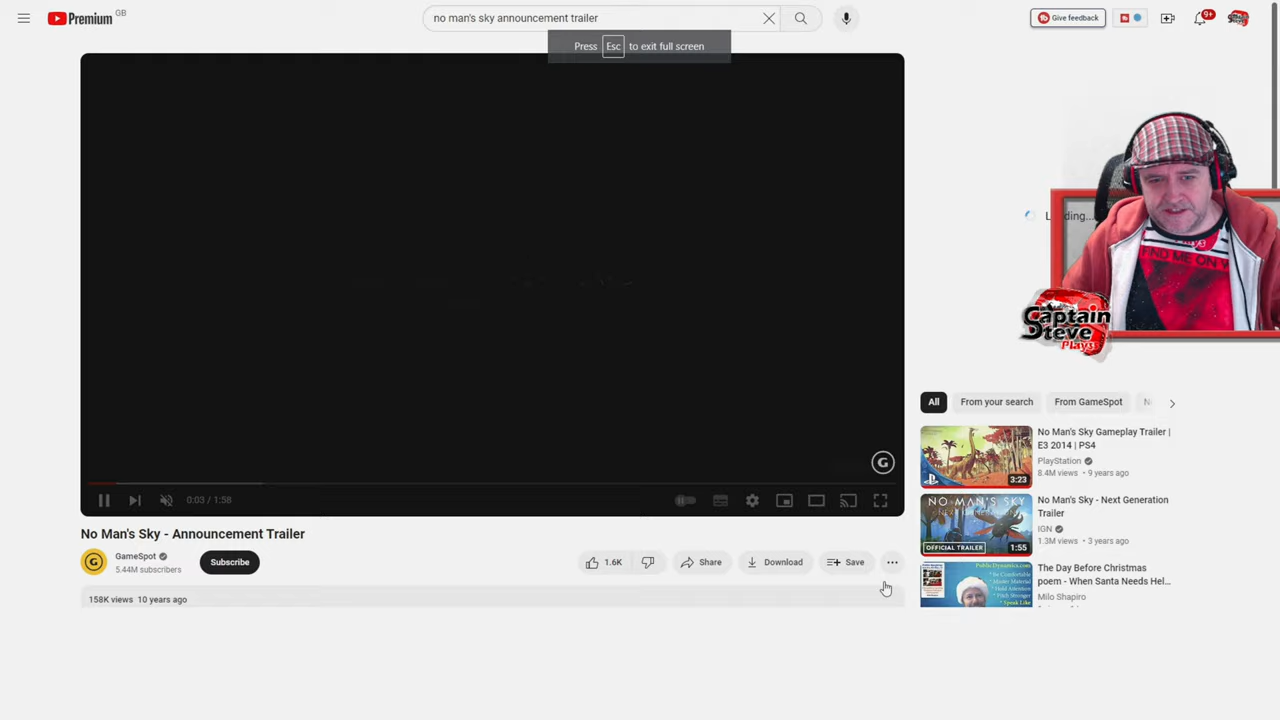 Premium GB
no man's sky announcement trailer
Give feedback
9+
Press Esc to exit full screen
G
0:03 / 1:58
No Man's Sky - Announcement Trailer
G
GameSpot
5.44M subscribers
Subscribe
1.6K
Share
Download
Save
158K views 10 years ago
FIND ME ON
Captain
Steve
Plays
All
From your search
From GameSpot
No Man's Sky Gameplay Trailer |
E3 2014 | PS4
PlayStation
8.4M views • 9 years ago
3:23
No Man's Sky - Next Generation
Trailer
IGN
1.3M views • 3 years ago
NO MAN'S SKY
OFFICIAL TRAILER
1:55
The Day Before Christmas
poem - When Santa Needs Hel...
Milo Shapiro